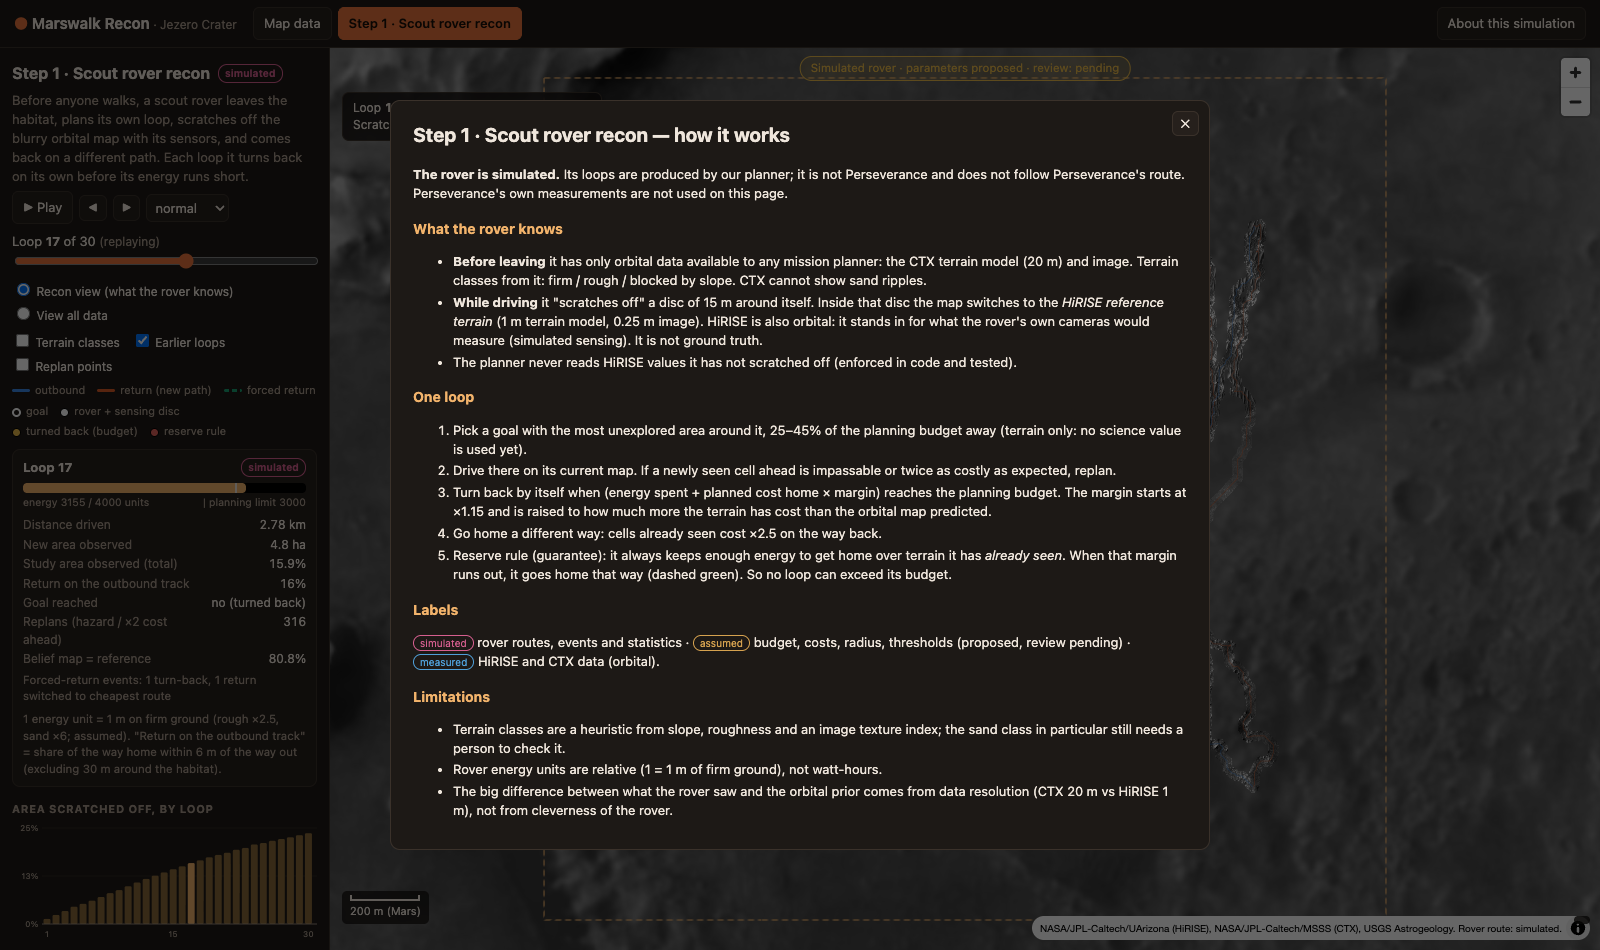 Marswalk Recon · Jezero Crater
Map data
Step 1 · Scout rover recon
About this simulation
Step 1 · Scout rover recon simulated
Before anyone walks, a scout rover leaves the
habitat, plans its own loop, scratches off the
blurry orbital map with its sensors, and comes
back on a different path. Each loop it turns back
on its own before its energy runs short.
Play
normal
Loop 17 of 30 (replaying)
Recon view (what the rover knows)
View all data
Terrain classes Earlier loops
Replan points
outbound return (new path) forced return
goal rover + sensing disc
turned back (budget) reserve rule
Loop 17 simulated
energy 3155 / 4000 units | planning limit 3000
Distance driven 2.78 km
New area observed 4.8 ha
Study area observed (total) 15.9%
Return on the outbound track 16%
Goal reached no (turned back)
Replans (hazard / ×2 cost 316
ahead)
Belief map = reference 80.8%
Forced-return events: 1 turn-back, 1 return
switched to cheapest route
1 energy unit = 1 m on firm ground (rough ×2.5,
sand ×6; assumed). "Return on the outbound track"
= share of the way home within 6 m of the way out
(excluding 30 m around the habitat).
AREA SCRATCHED OFF, BY LOOP
25%
13%
0%
1 15 30
Simulated rover · parameters proposed · review: pending
Loop 1
Scratc
Step 1 · Scout rover recon — how it works
The rover is simulated. Its loops are produced by our planner; it is not Perseverance and does not follow Perseverance's route.
Perseverance's own measurements are not used on this page.
What the rover knows
• Before leaving it has only orbital data available to any mission planner: the CTX terrain model (20 m) and image. Terrain
classes from it: firm / rough / blocked by slope. CTX cannot show sand ripples.
• While driving it "scratches off" a disc of 15 m around itself. Inside that disc the map switches to the HiRISE reference
terrain (1 m terrain model, 0.25 m image). HiRISE is also orbital: it stands in for what the rover's own cameras would
measure (simulated sensing). It is not ground truth.
• The planner never reads HiRISE values it has not scratched off (enforced in code and tested).
One loop
1. Pick a goal with the most unexplored area around it, 25–45% of the planning budget away (terrain only: no science value
is used yet).
2. Drive there on its current map. If a newly seen cell ahead is impassable or twice as costly as expected, replan.
3. Turn back by itself when (energy spent + planned cost home × margin) reaches the planning budget. The margin starts at
×1.15 and is raised to how much more the terrain has cost than the orbital map predicted.
4. Go home a different way: cells already seen cost ×2.5 on the way back.
5. Reserve rule (guarantee): it always keeps enough energy to get home over terrain it has already seen. When that margin
runs out, it goes home that way (dashed green). So no loop can exceed its budget.
Labels
simulated rover routes, events and statistics · assumed budget, costs, radius, thresholds (proposed, review pending) ·
measured HiRISE and CTX data (orbital).
Limitations
• Terrain classes are a heuristic from slope, roughness and an image texture index; the sand class in particular still needs a
person to check it.
• Rover energy units are relative (1 = 1 m of firm ground), not watt-hours.
• The big difference between what the rover saw and the orbital prior comes from data resolution (CTX 20 m vs HiRISE 1
m), not from cleverness of the rover.
200 m (Mars)
NASA/JPL-Caltech/UArizona (HiRISE), NASA/JPL-Caltech/MSSS (CTX), USGS Astrogeology. Rover route: simulated.